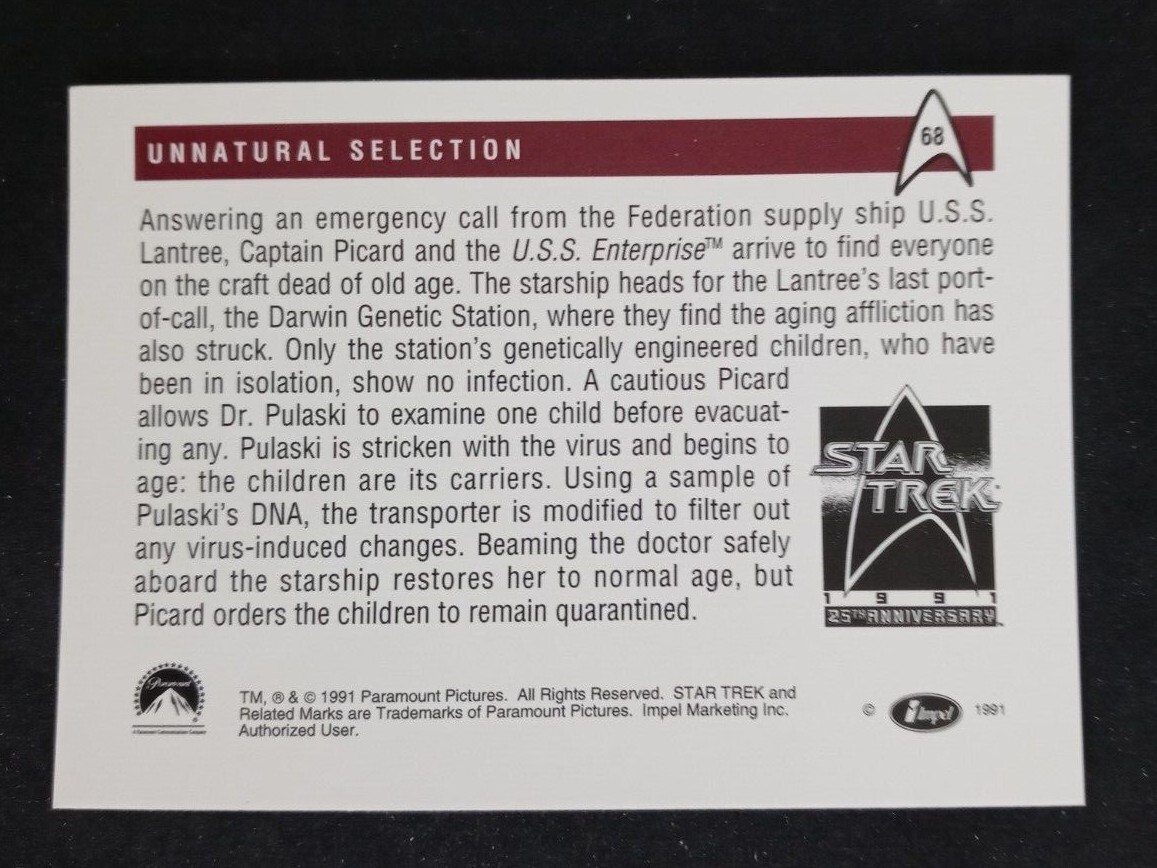 UNNATURAL SELECTION
68
Answering an emergency call from the Federation supply ship U.S.S.
Lantree, Captain Picard and the U.S.S. Enterprise™ arrive to find everyone
on the craft dead of old age. The starship heads for the Lantree's last port-
of-call, the Darwin Genetic Station, where they find the aging affliction has
also struck. Only the station's genetically engineered children, who have
been in isolation, show no infection. A cautious Picard
allows Dr. Pulaski to examine one child before evacuat-
ing any. Pulaski is stricken with the virus and begins to
age: the children are its carriers. Using a sample of
Pulaski's DNA, the transporter is modified to filter out
any virus-induced changes. Beaming the doctor safely
aboard the starship restores her to normal age, but
Picard orders the children to remain quarantined.
STAR
TREK
1 9 9 1
25TH ANNIVERSARY
Paramount
A Paramount Communications Company
TM, ® & © 1991 Paramount Pictures. All Rights Reserved. STAR TREK and
Related Marks are Trademarks of Paramount Pictures. Impel Marketing Inc.
Authorized User.
© impel 1991